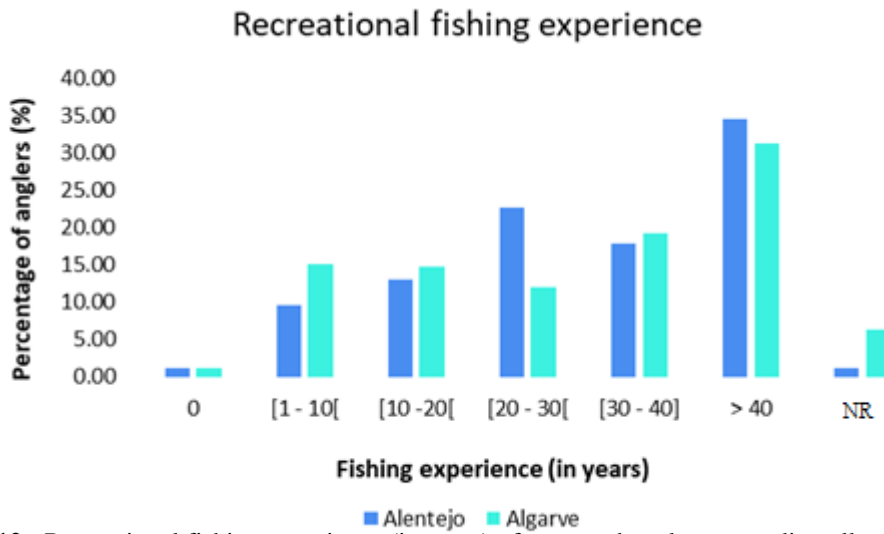 Recreational fishing experience
Percentage of anglers (%)
40.00
35.00
30.00
25.00
20.00
15.00
10.00
5.00
0.00
0 [1 - 10[ [10 -20[ [20 - 30[ [30 - 40] > 40 NR
Fishing experience (in years)
Alentejo Algarve